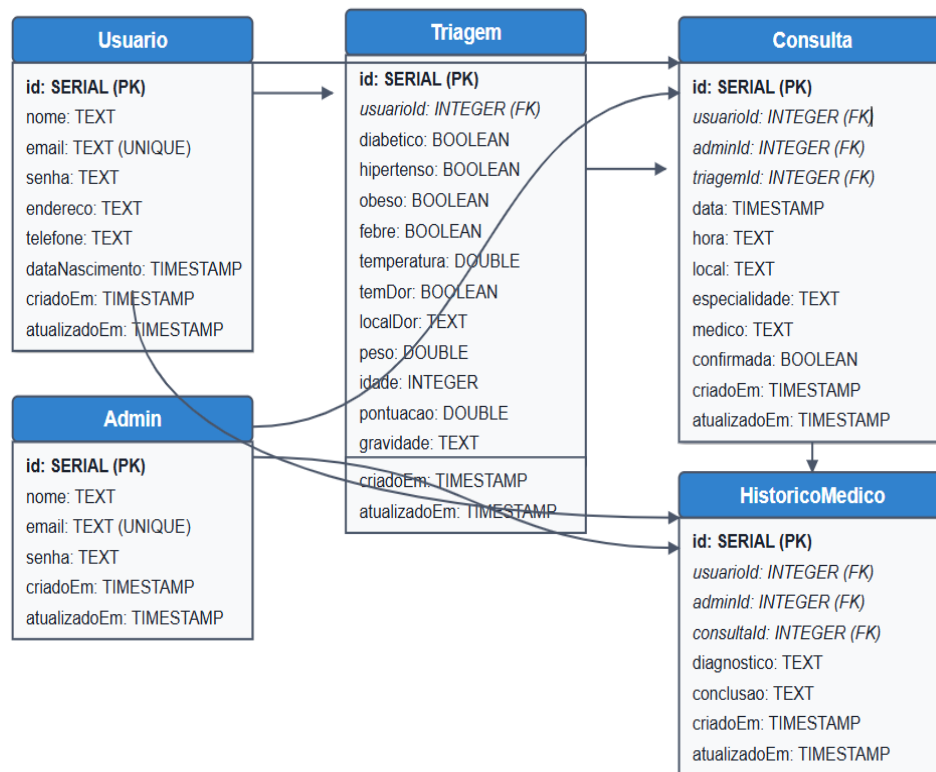 Usuario
id: SERIAL (PK)
nome: TEXT
email: TEXT (UNIQUE)
senha: TEXT
endereco: TEXT
telefone: TEXT
dataNascimento: TIMESTAMP
criadoEm: TIMESTAMP
atualizadoEm: TIMESTAMP
Admin
id: SERIAL (PK)
nome: TEXT
email: TEXT (UNIQUE)
senha: TEXT
criadoEm: TIMESTAMP
atualizadoEm: TIMESTAMP
Triagem
id: SERIAL (PK)
usuarioId: INTEGER (FK)
diabetico: BOOLEAN
hipertenso: BOOLEAN
obeso: BOOLEAN
febre: BOOLEAN
temperatura: DOUBLE
temDor: BOOLEAN
localDor: TEXT
peso: DOUBLE
idade: INTEGER
pontuacao: DOUBLE
gravidade: TEXT
criadoEm: TIMESTAMP
atualizadoEm: TIMESTAMP
Consulta
id: SERIAL (PK)
usuarioId: INTEGER (FK)
adminId: INTEGER (FK)
triagemId: INTEGER (FK)
data: TIMESTAMP
hora: TEXT
local: TEXT
especialidade: TEXT
medico: TEXT
confirmada: BOOLEAN
criadoEm: TIMESTAMP
atualizadoEm: TIMESTAMP
HistoricoMedico
id: SERIAL (PK)
usuarioId: INTEGER (FK)
adminId: INTEGER (FK)
consultaId: INTEGER (FK)
diagnostico: TEXT
conclusao: TEXT
criadoEm: TIMESTAMP
atualizadoEm: TIMESTAMP